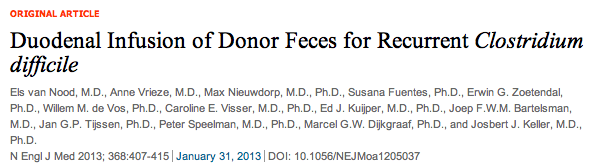 ORIGINAL ARTICLE
Duodenal Infusion of Donor Feces for Recurrent Clostridium
difficile
Els van Nood, M.D., Anne Vrieze, M.D., Max Nieuwdorp, M.D., Ph.D., Susana Fuentes, Ph.D., Erwin G. Zoetendal,
Ph.D., Willem M. de Vos, Ph.D., Caroline E. Visser, M.D., Ph.D., Ed J. Kuijper, M.D., Ph.D., Joep F.W.M. Bartelsman,
M.D., Jan G.P. Tijssen, Ph.D., Peter Speelman, M.D., Ph.D., Marcel G.W. Dijkgraaf, Ph.D., and Josbert J. Keller, M.D.,
Ph.D.
N Engl J Med 2013; 368:407-415 | January 31, 2013 | DOI: 10.1056/NEJMoa1205037